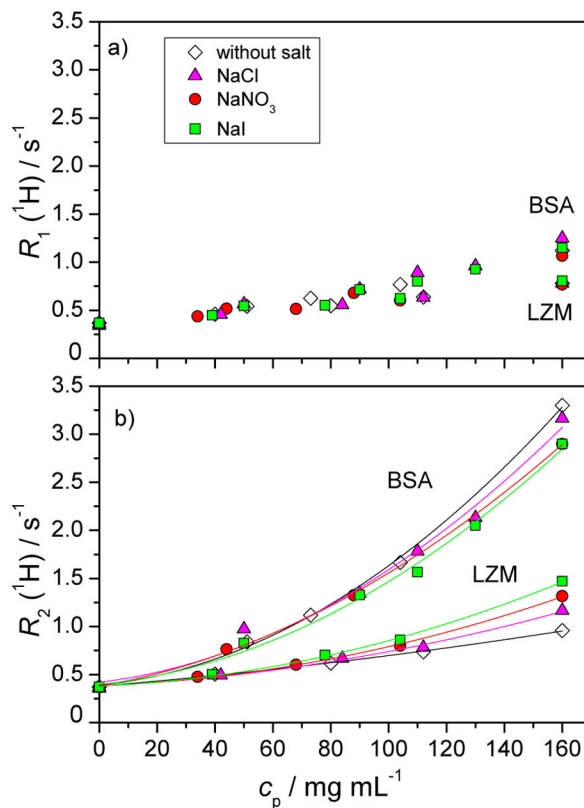 a)
without salt
NaCl
NaNO₃
NaI
R₁ (¹H) / s⁻¹
3.5
3.0
2.5
2.0
1.5
1.0
0.5
0
BSA
LZM
b)
R₂ (¹H) / s⁻¹
3.5
3.0
2.5
2.0
1.5
1.0
0.5
0
BSA
LZM
0 20 40 60 80 100 120 140 160
cₚ / mg mL⁻¹